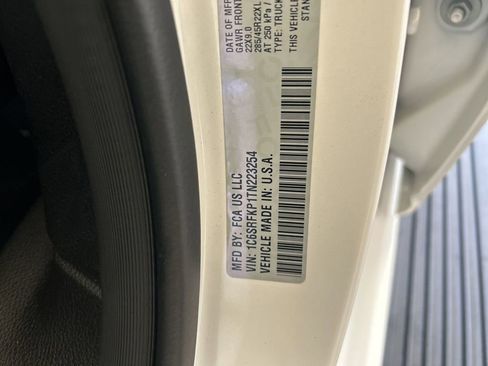 DATE OF MFR
GAWR FRONT
22X9.0
285/45R22XL
AT 250 kPa /
TYPE: TRUCK
THIS VEHICLE
STAN
MFD BY: FCA US LLC
VIN: 1C6SRFKP1TN223254
VEHICLE MADE IN: U.S.A.